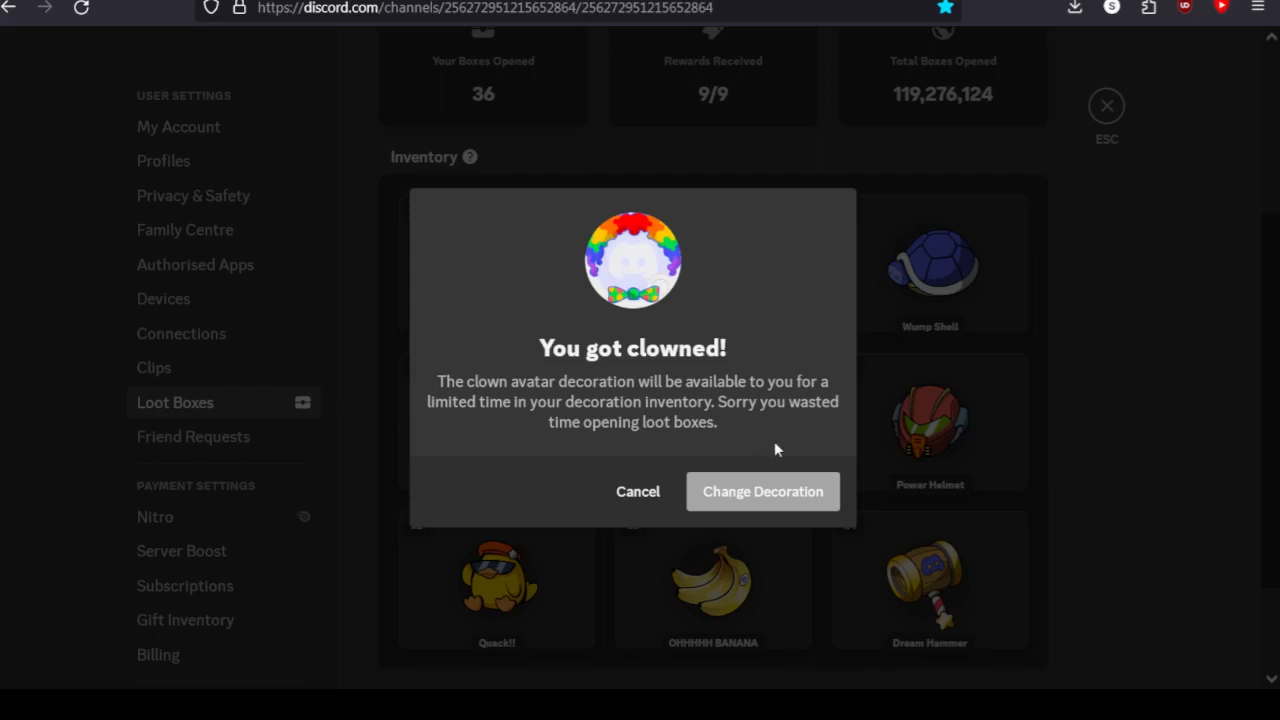 https://discord.com/channels/256272951215652864/256272951215652864
S
UO
Your Boxes Opened
Rewards Received
Total Boxes Opened
36
9/9
119,276,124
USER SETTINGS
My Account
Profiles
Privacy & Safety
Family Centre
Authorised Apps
Devices
Connections
Clips
Loot Boxes
Friend Requests
PAYMENT SETTINGS
Nitro
Server Boost
Subscriptions
Gift Inventory
Billing
ESC
Inventory ?
You got clowned!
The clown avatar decoration will be available to you for a
limited time in your decoration inventory. Sorry you wasted
time opening loot boxes.
Cancel
Change Decoration
Wump Shell
Power Helmet
Quack!!
OHHHHH BANANA
Dream Hammer